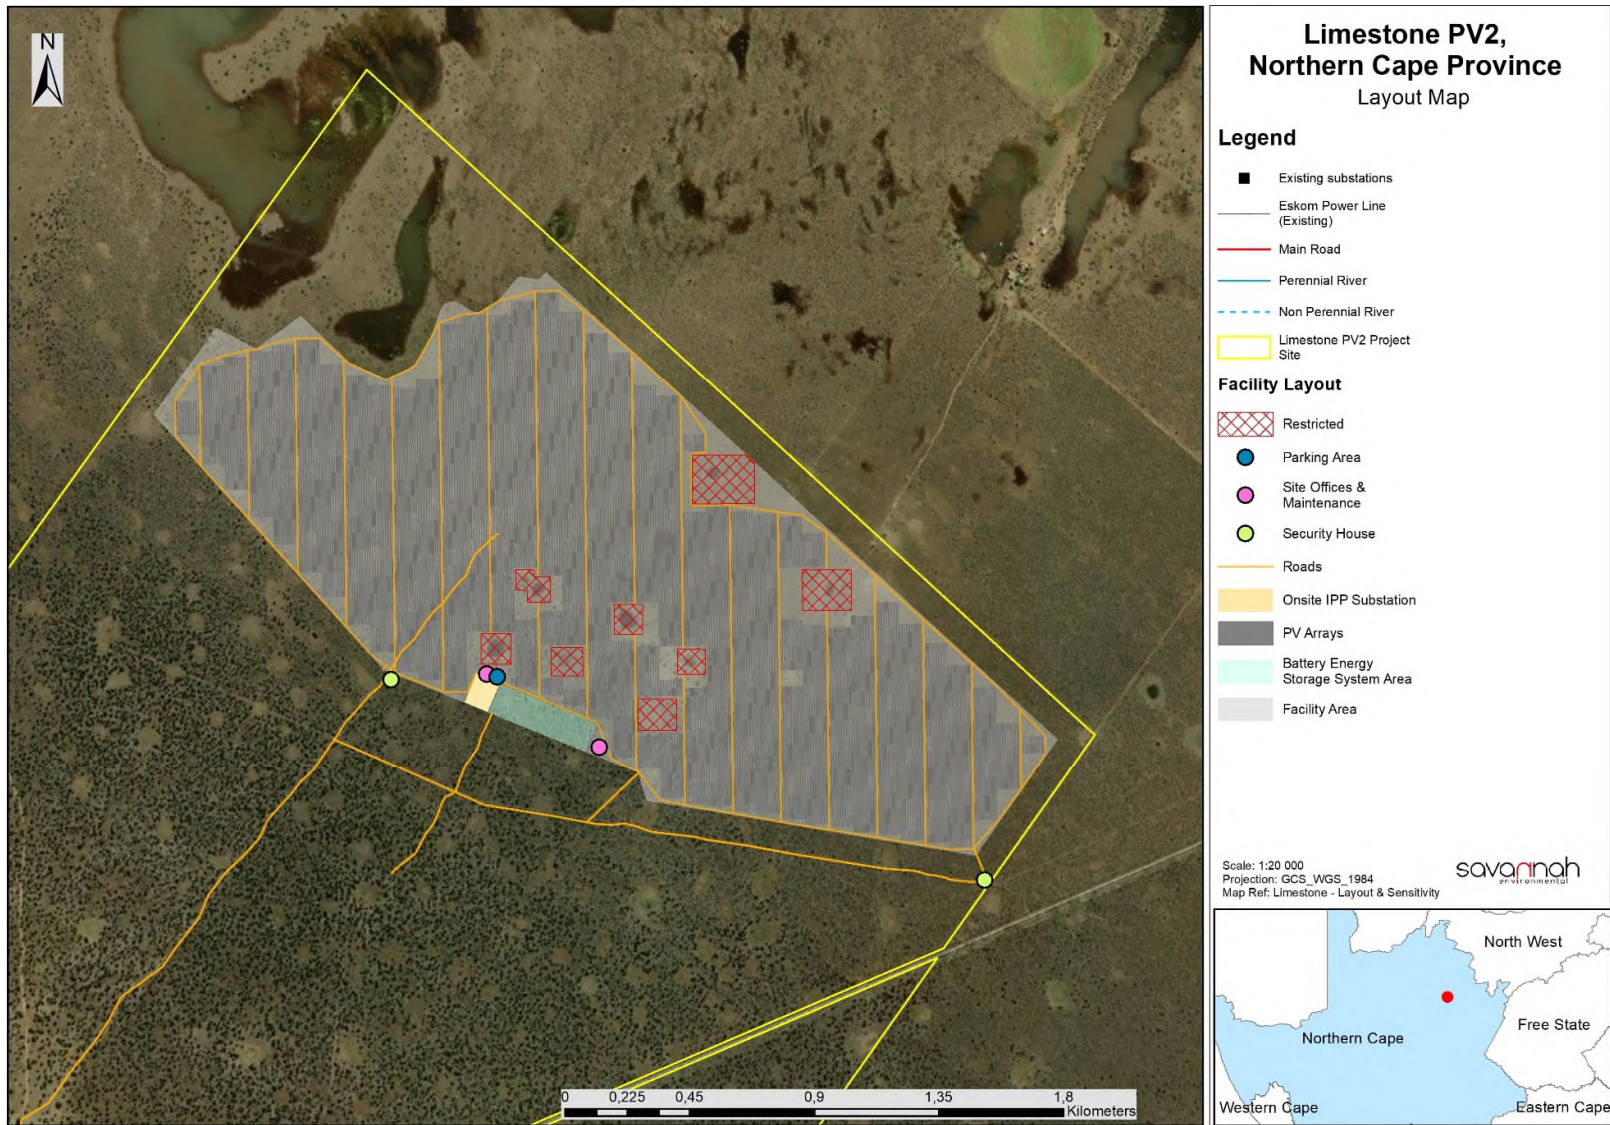 N
Limestone PV2,
Northern Cape Province
Layout Map
Legend
Existing substations
Eskom Power Line
(Existing)
Main Road
Perennial River
Non Perennial River
Limestone PV2 Project
Site
Facility Layout
Restricted
Parking Area
Site Offices &
Maintenance
Security House
Roads
Onsite IPP Substation
PV Arrays
Battery Energy
Storage System Area
Facility Area
Scale: 1:20 000
Projection: GCS_WGS_1984
Map Ref: Limestone - Layout & Sensitivity
savannah
environmental
North West
Free State
Northern Cape
Western Cape
Eastern Cape
0 0,225 0,45 0,9 1,35 1,8
Kilometers